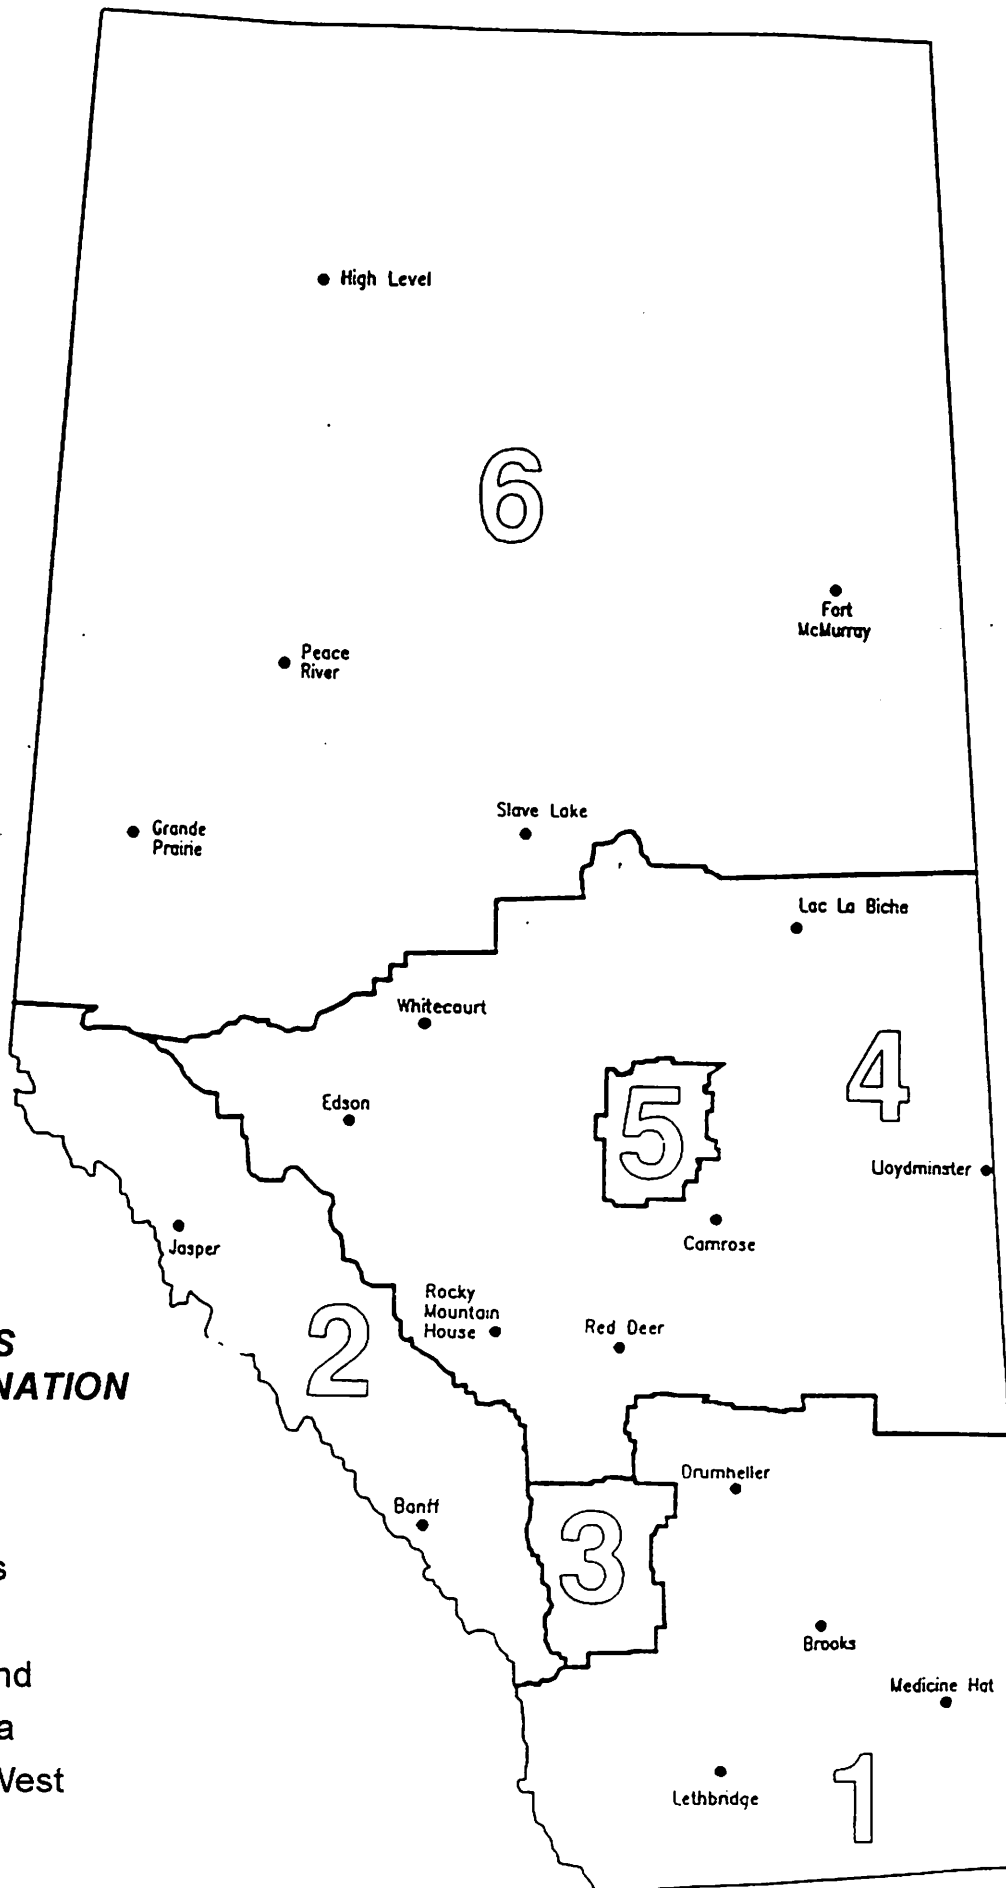 High Level
6
Fort
McMurray
Peace
River
Slave Lake
Grande
Prairie
Lac La Biche
Whitecourt
4
Edson
5
Lloydminster
Jasper
Camrose
Rocky
Mountain
House
Red Deer
2
S
NATION
Drumheller
Banff
3
s
Brooks
nd
Medicine Hat
a
West
Lethbridge
1